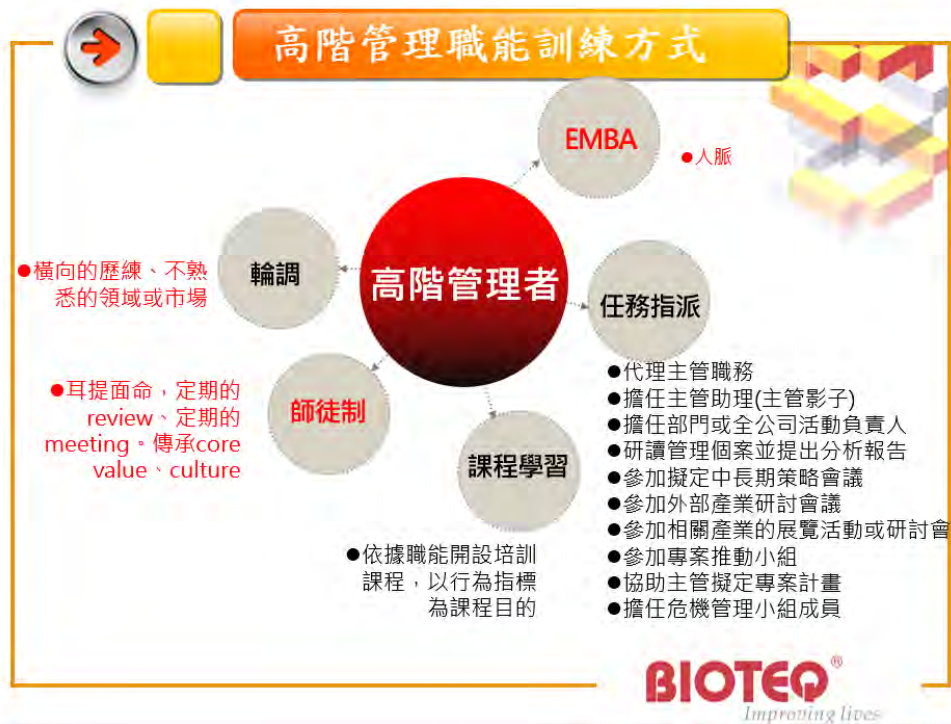 高階管理職能訓練方式
EMBA
●人脈
高階管理者
輪調
●橫向的歷練、不熟
悉的領域或市場
任務指派
●代理主管職務
●擔任主管助理(主管影子)
●擔任部門或全公司活動負責人
●研讀管理個案並提出分析報告
●參加擬定中長期策略會議
●參加外部產業研討會議
●參加相關產業的展覽活動或研討會
●參加專案推動小組
●協助主管擬定專案計畫
●擔任危機管理小組成員
師徒制
●耳提面命，定期的
review、定期的
meeting。傳承core
value、culture
課程學習
●依據職能開設培訓
課程，以行為指標
為課程目的
BIOTEQ®
Improving lives